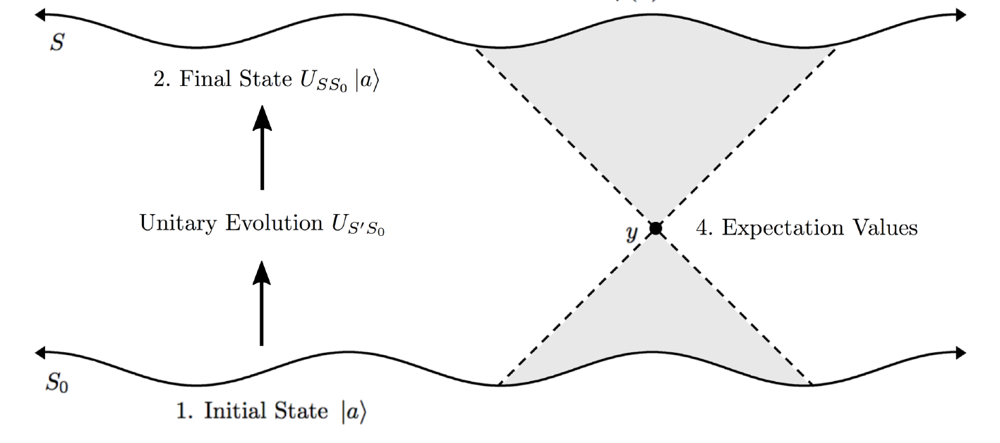 S
2. Final State U_{SS_0} |a⟩
Unitary Evolution U_{S′S_0}
y
4. Expectation Values
S_0
1. Initial State |a⟩